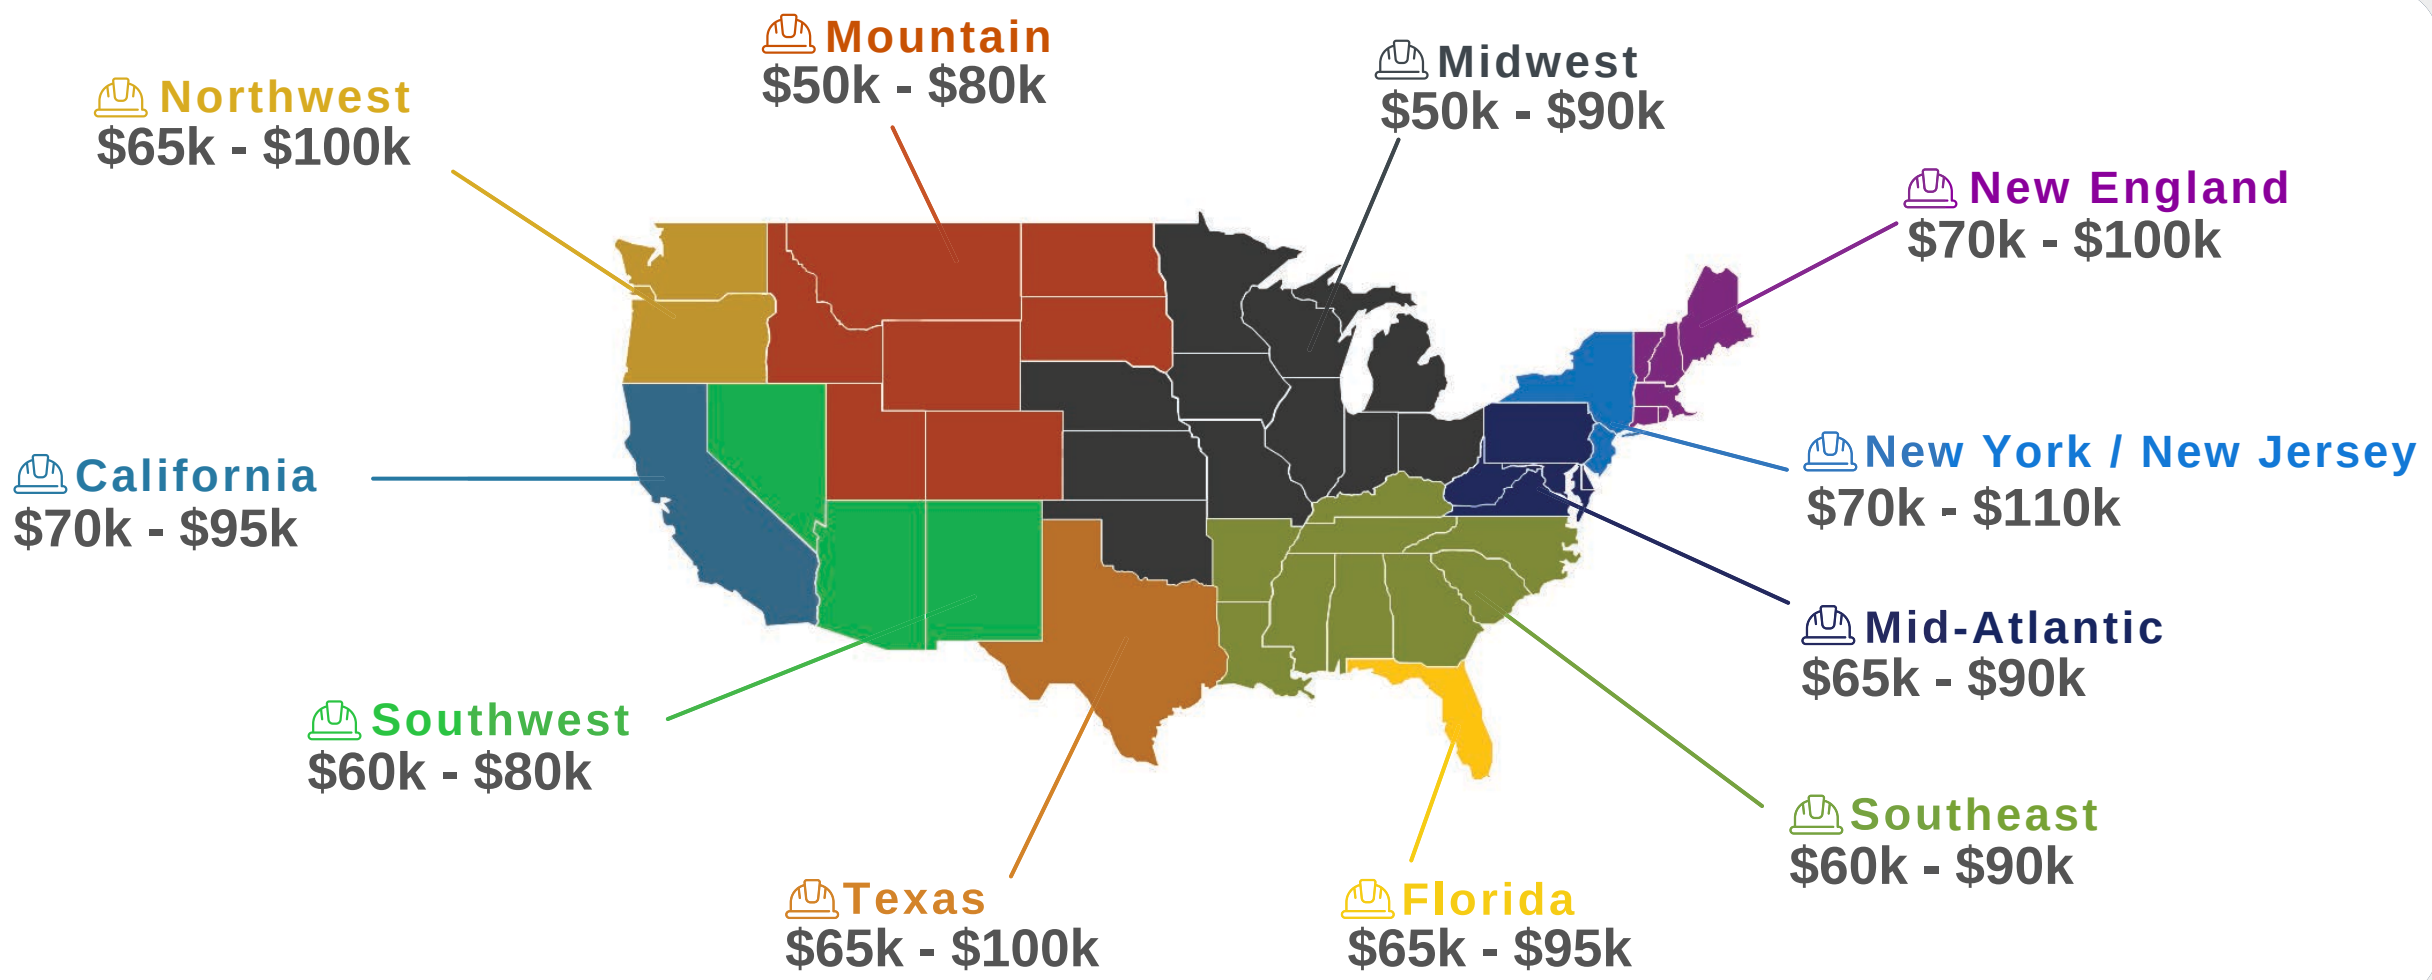 Mountain
$50k - $80k
Midwest
$50k - $90k
Northwest
$65k - $100k
New England
$70k - $100k
California
$70k - $95k
New York / New Jersey
$70k - $110k
Mid-Atlantic
$65k - $90k
Southwest
$60k - $80k
Southeast
$60k - $90k
Texas
$65k - $100k
Florida
$65k - $95k